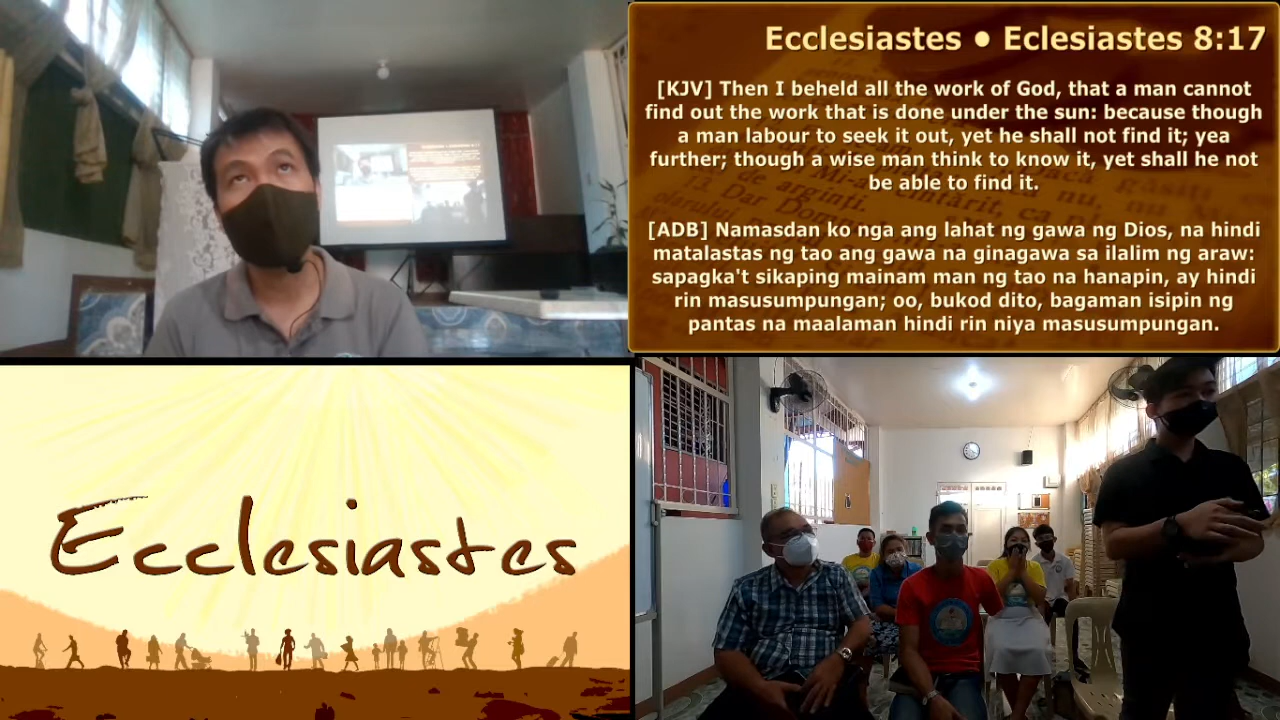 Ecclesiastes • Eclesiastes 8:17
[KJV] Then I beheld all the work of God, that a man cannot
find out the work that is done under the sun: because though
a man labour to seek it out, yet he shall not find it; yea
further; though a wise man think to know it, yet shall he not
be able to find it.
[ADB] Namasdan ko nga ang lahat ng gawa ng Dios, na hindi
matalastas ng tao ang gawa na ginagawa sa ilalim ng araw:
sapagka't sikaping mainam man ng tao na hanapin, ay hindi
rin masusumpungan; oo, bukod dito, bagaman isipin ng
pantas na maalaman hindi rin niya masusumpungan.
Ecclesiastes